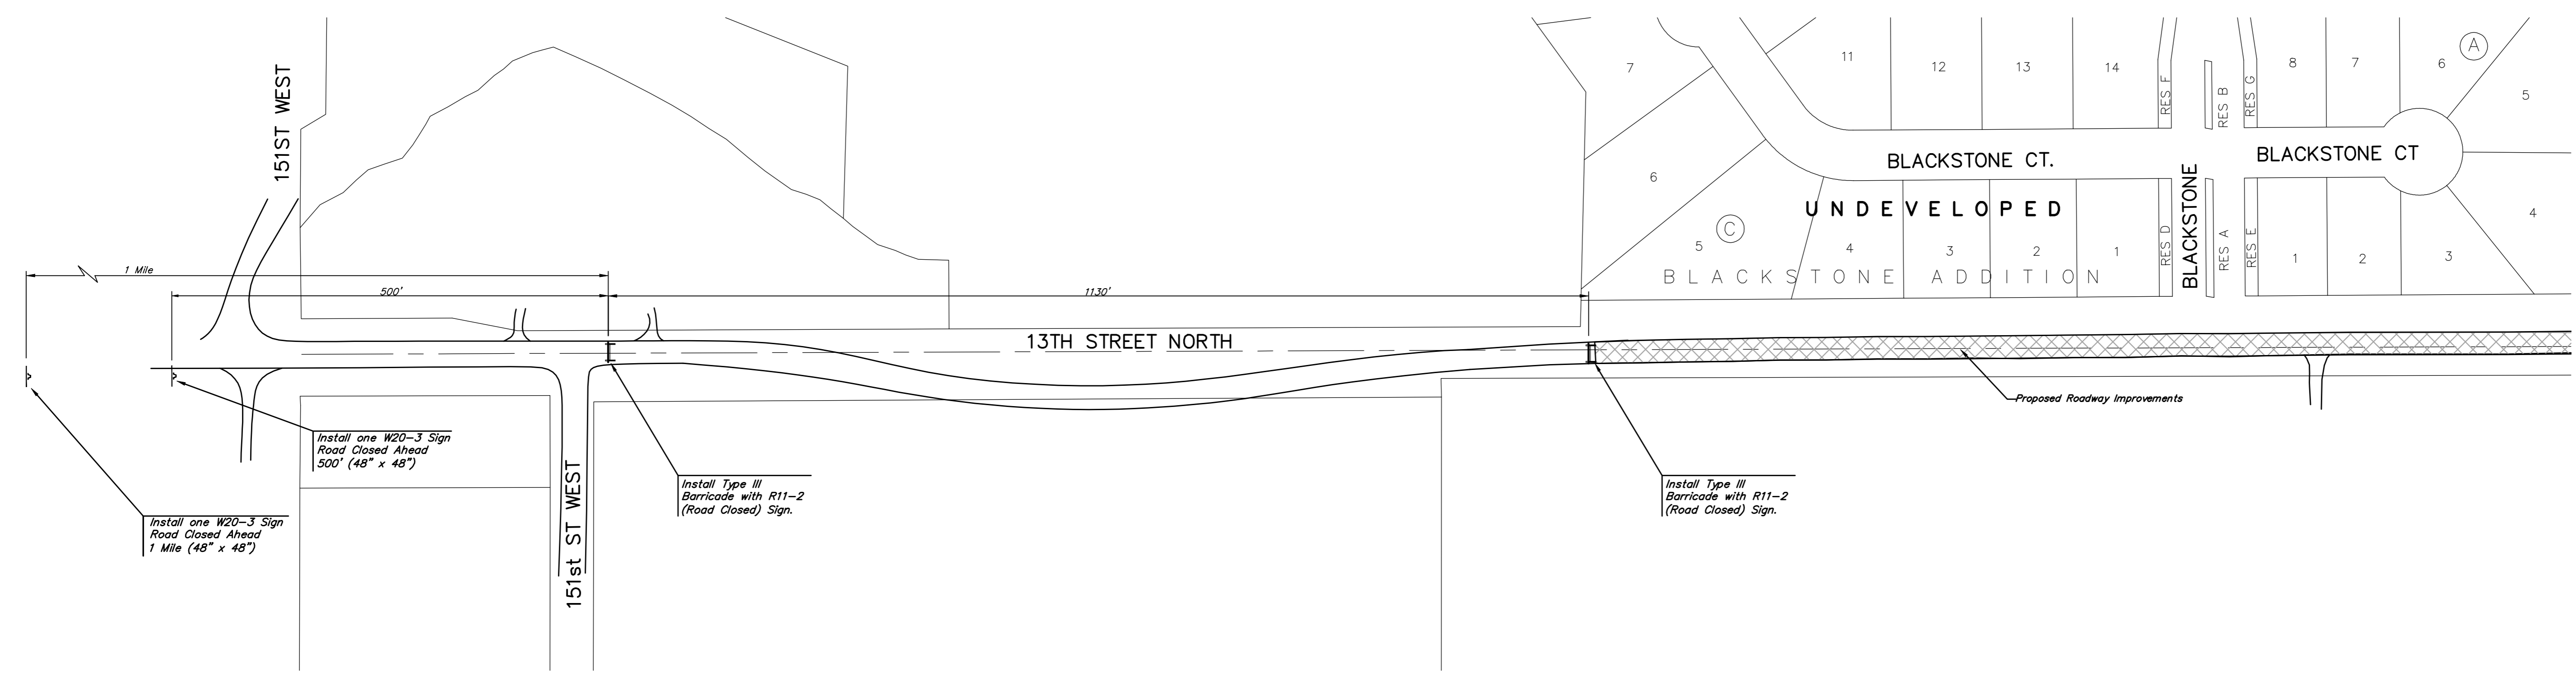 151ST WEST
7
11
12
13
14
RES F
RES B
RES G
8
7
6
A
5
BLACKSTONE CT.
BLACKSTONE
BLACKSTONE CT
6
UNDEVELOPED
C
5
4
3
2
1
RES D
RES A
RES E
1
2
3
4
BLACKSTONE ADDITION
1 Mile
500'
1130'
13TH STREET NORTH
Proposed Roadway Improvements
Install one W20-3 Sign
Road Closed Ahead
500' (48" x 48")
Install Type III
Barricade with R11-2
(Road Closed) Sign.
Install Type III
Barricade with R11-2
(Road Closed) Sign.
Install one W20-3 Sign
Road Closed Ahead
1 Mile (48" x 48")
151st ST WEST